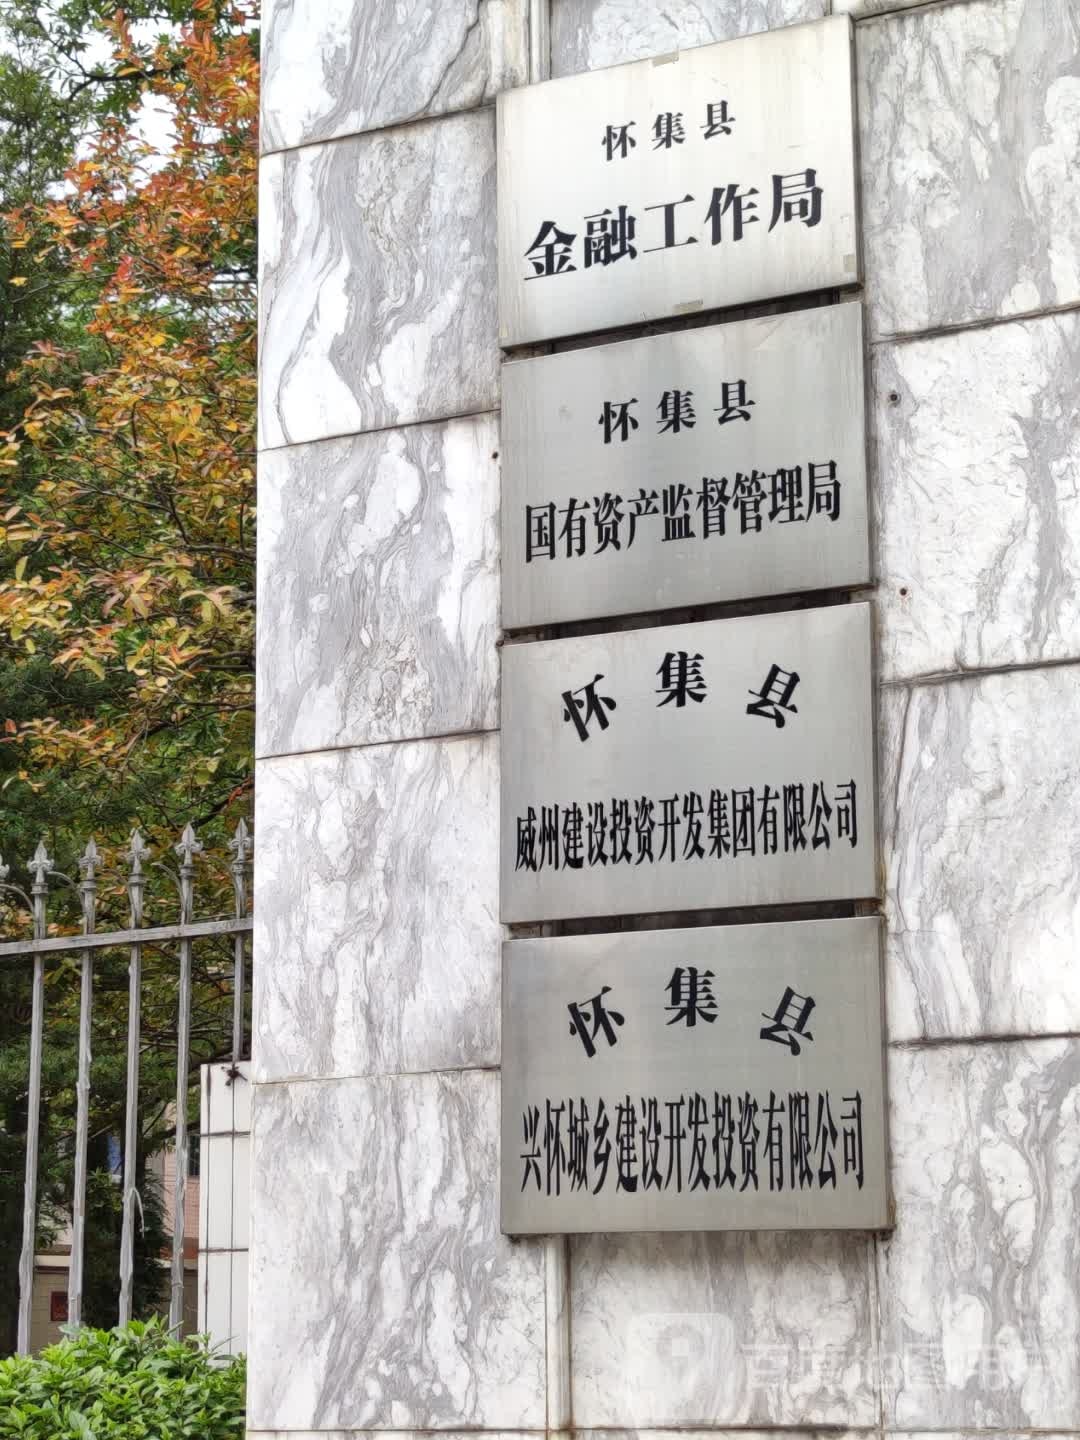 怀集县
金融工作局
怀集县
国有资产监督管理局
怀集县
威州建设投资开发集团有限公司
怀集县
兴怀城乡建设开发投资有限公司